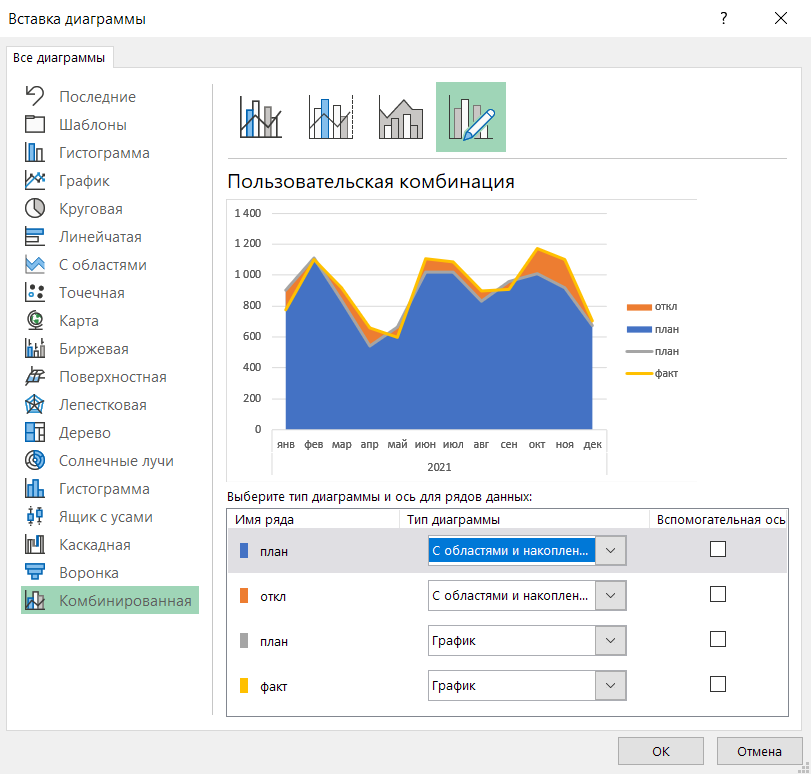 Вставка диаграммы
?
Все диаграммы
Последние
Шаблоны
Гистограмма
График
Круговая
Линейчатая
С областями
Точечная
Карта
Биржевая
Поверхностная
Лепестковая
Дерево
Солнечные лучи
Гистограмма
Ящик с усами
Каскадная
Воронка
Комбинированная
Пользовательская комбинация
1 400
1 200
1 000
800
600
400
200
0
янв фев мар апр май июн июл авг сен окт ноя дек
2021
откл
план
план
факт
Выберите тип диаграммы и ось для рядов данных:
Имя ряда Тип диаграммы Вспомогательная ось
план С областями и накоплен...
откл С областями и накоплен...
план График
факт График
ОК Отмена